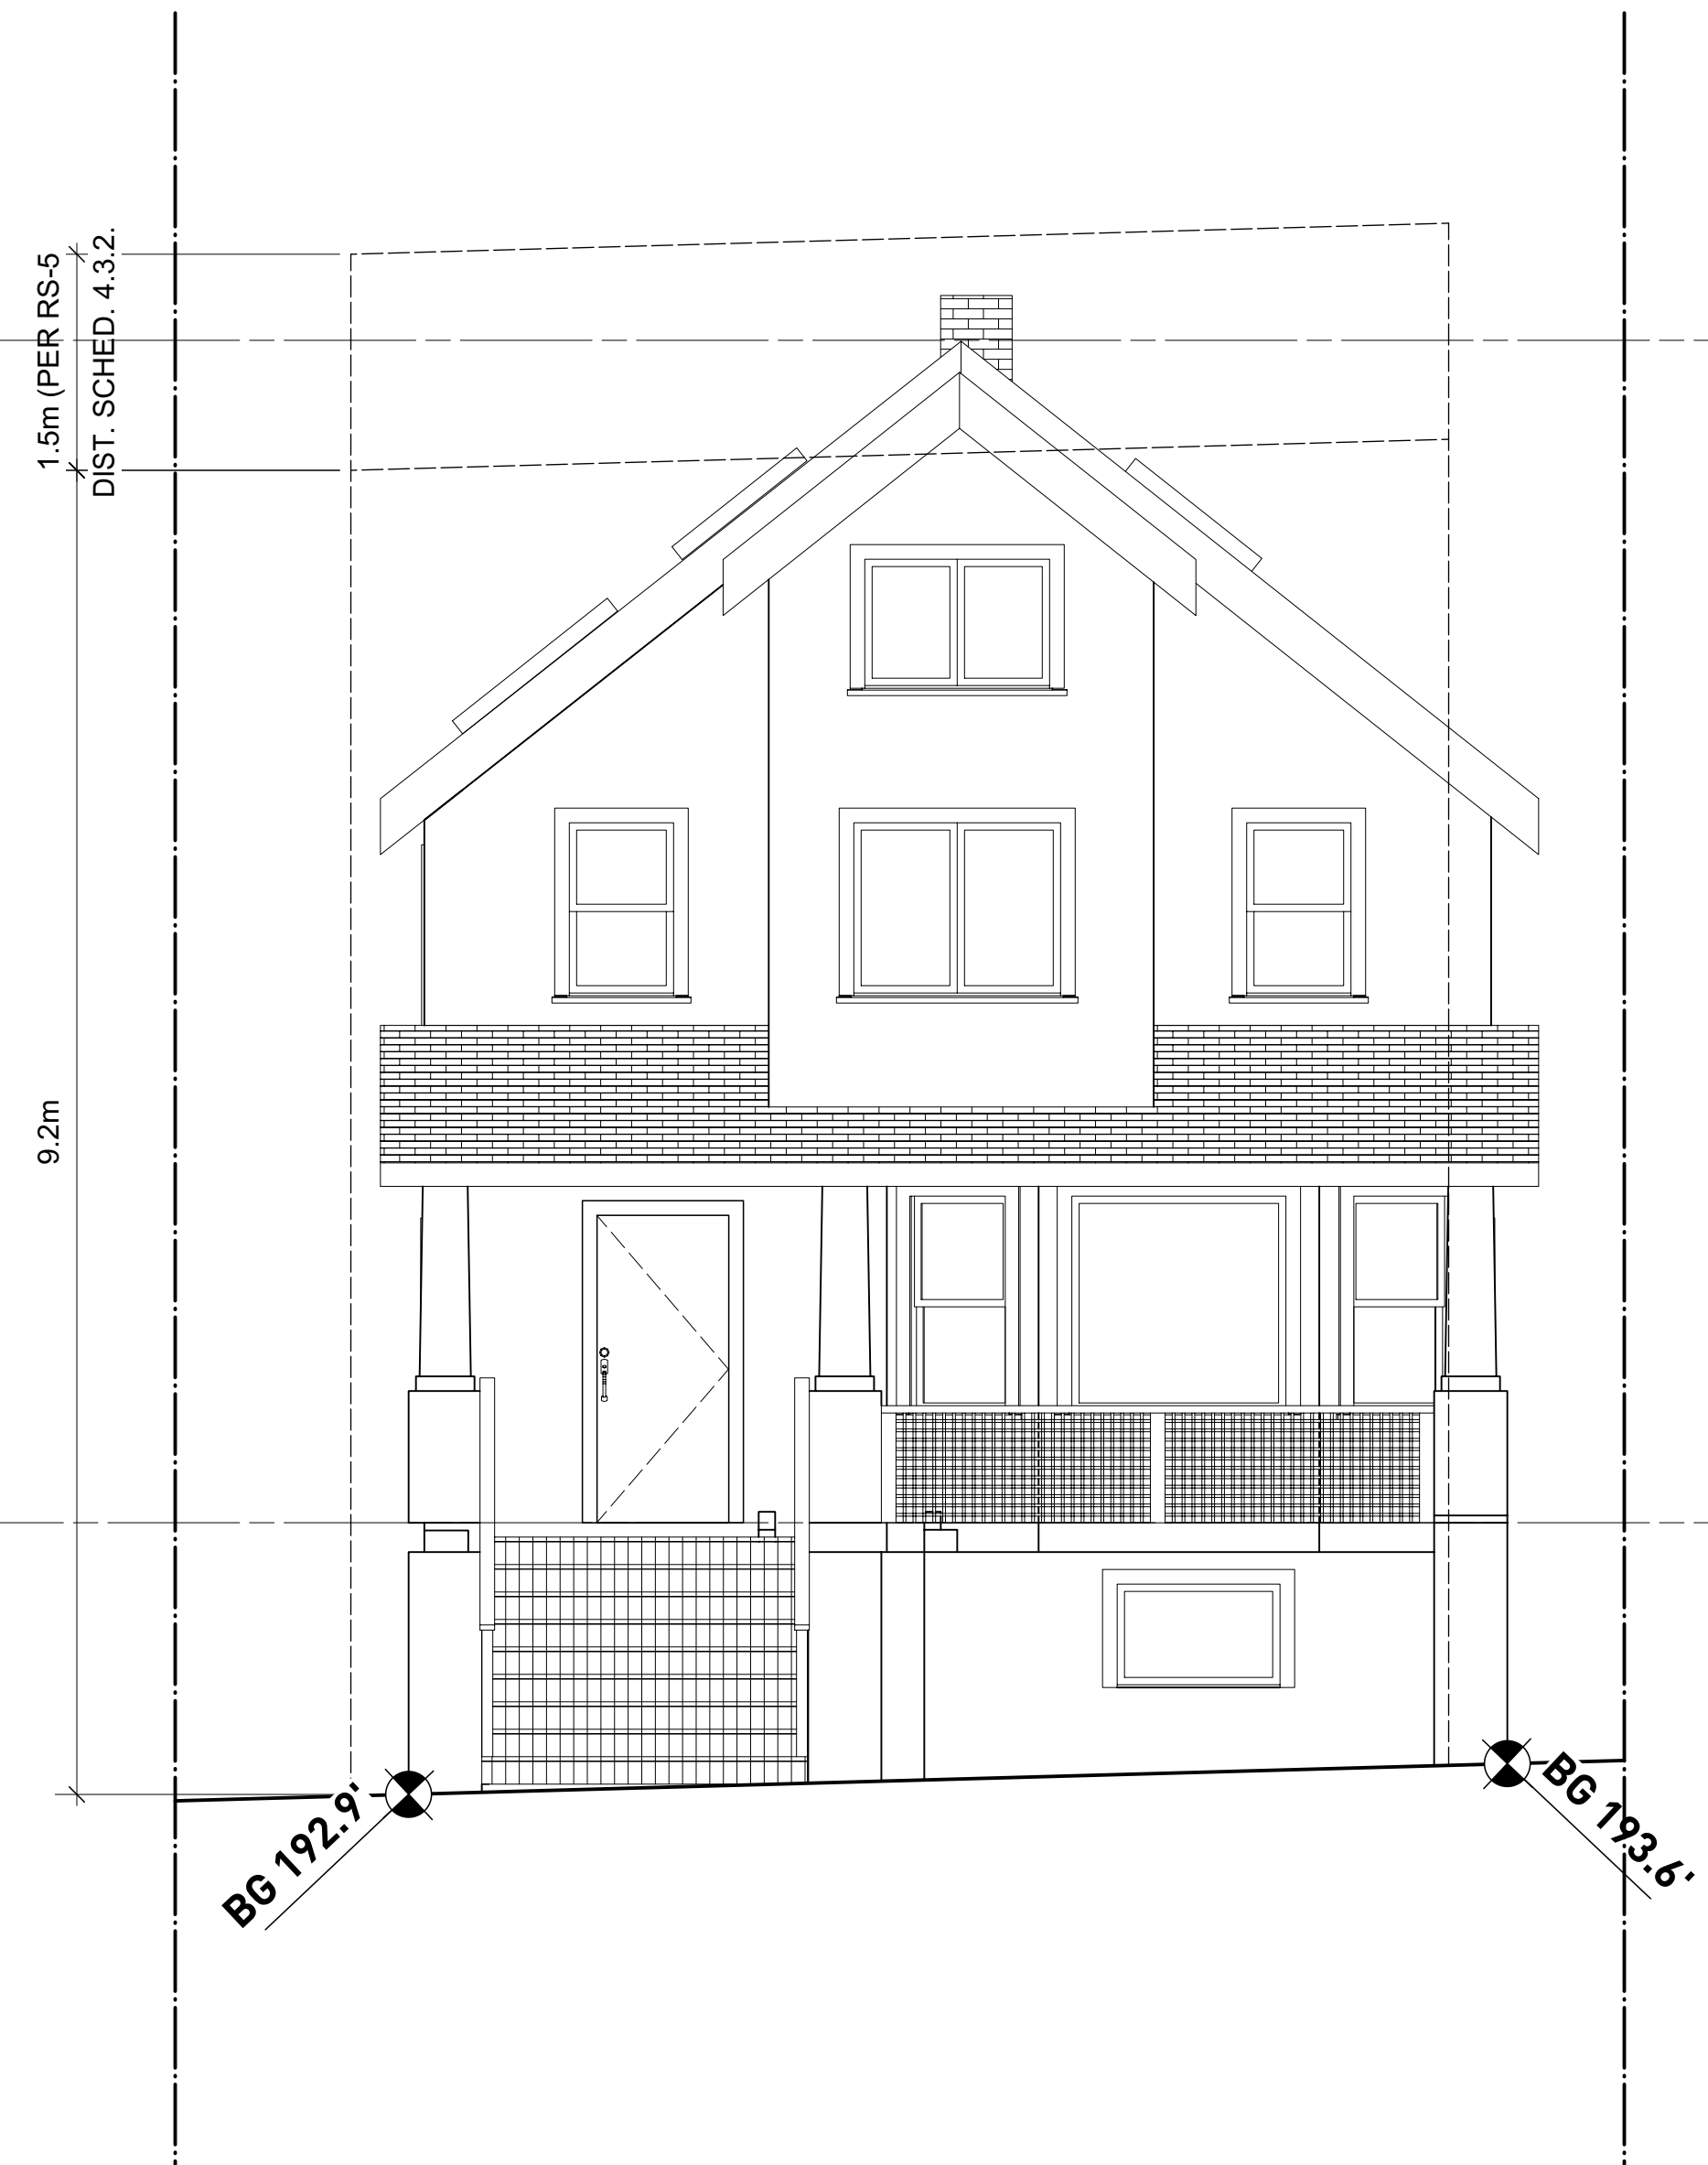 1.5m (PER RS-5
DIST. SCHED. 4.3.2.
9.2m
BG 192.9'
BG 193.6'